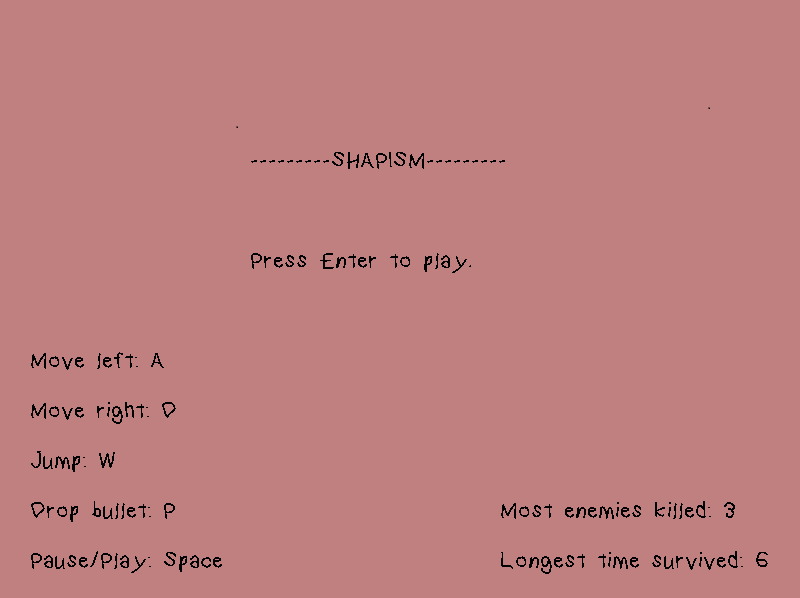 ---------SHAPISM---------
Press Enter to play.
Move left: A
Move right: D
Jump: W
Drop bullet: P
Most enemies killed: 3
Pause/Play: Space
Longest time survived: 6